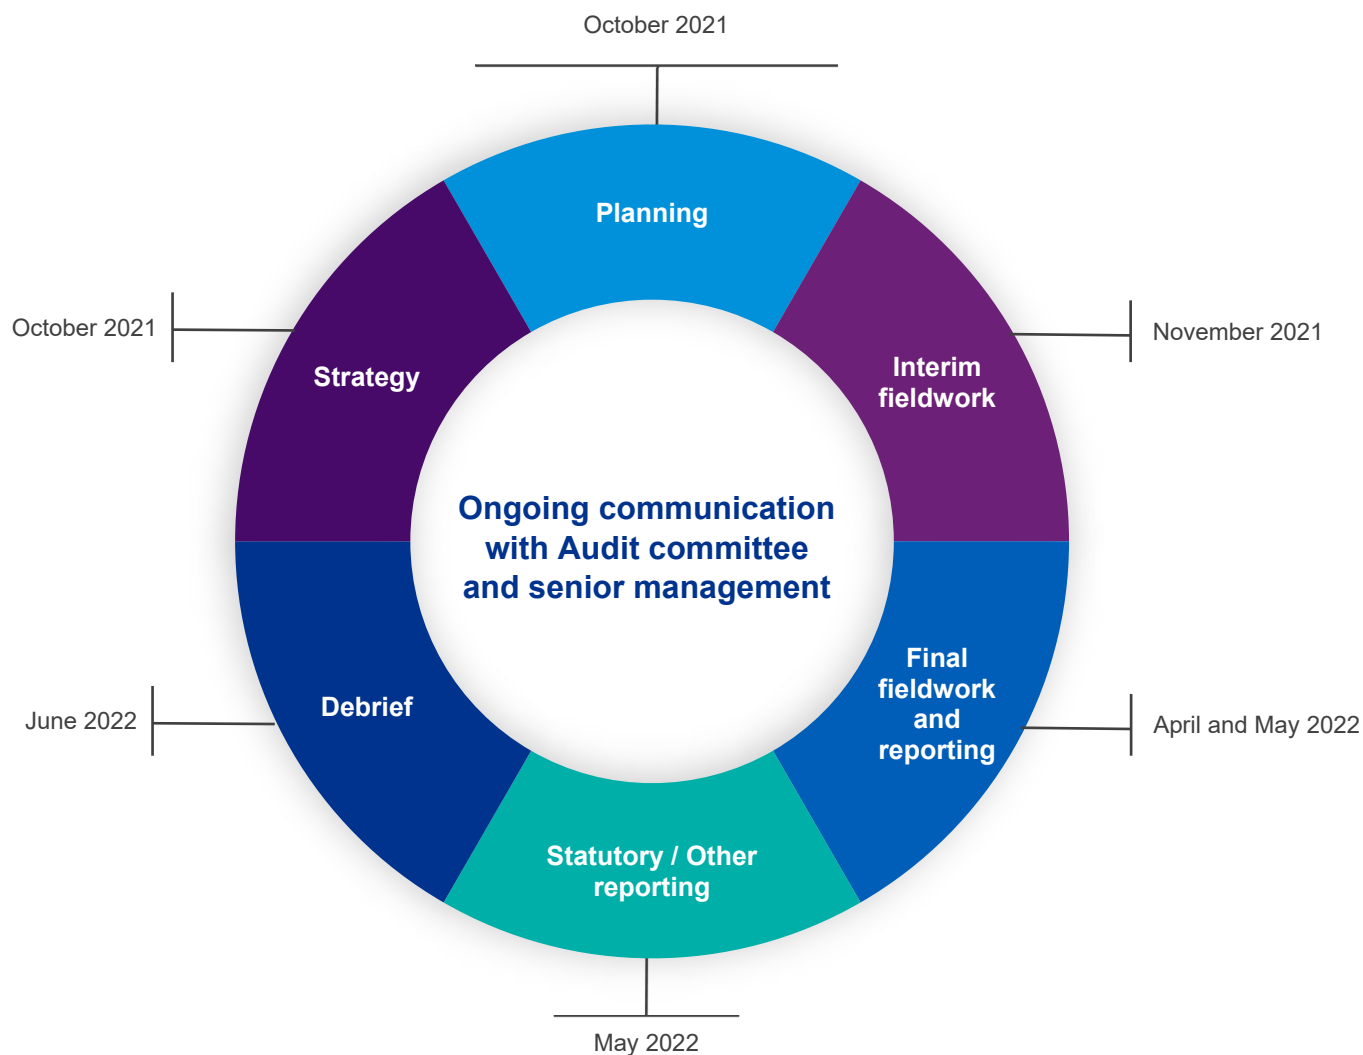 October 2021
Planning
October 2021
Strategy
Interim
fieldwork
November 2021
Ongoing communication
with Audit committee
and senior management
Final
fieldwork
and
reporting
April and May 2022
June 2022
Debrief
Statutory / Other
reporting
May 2022